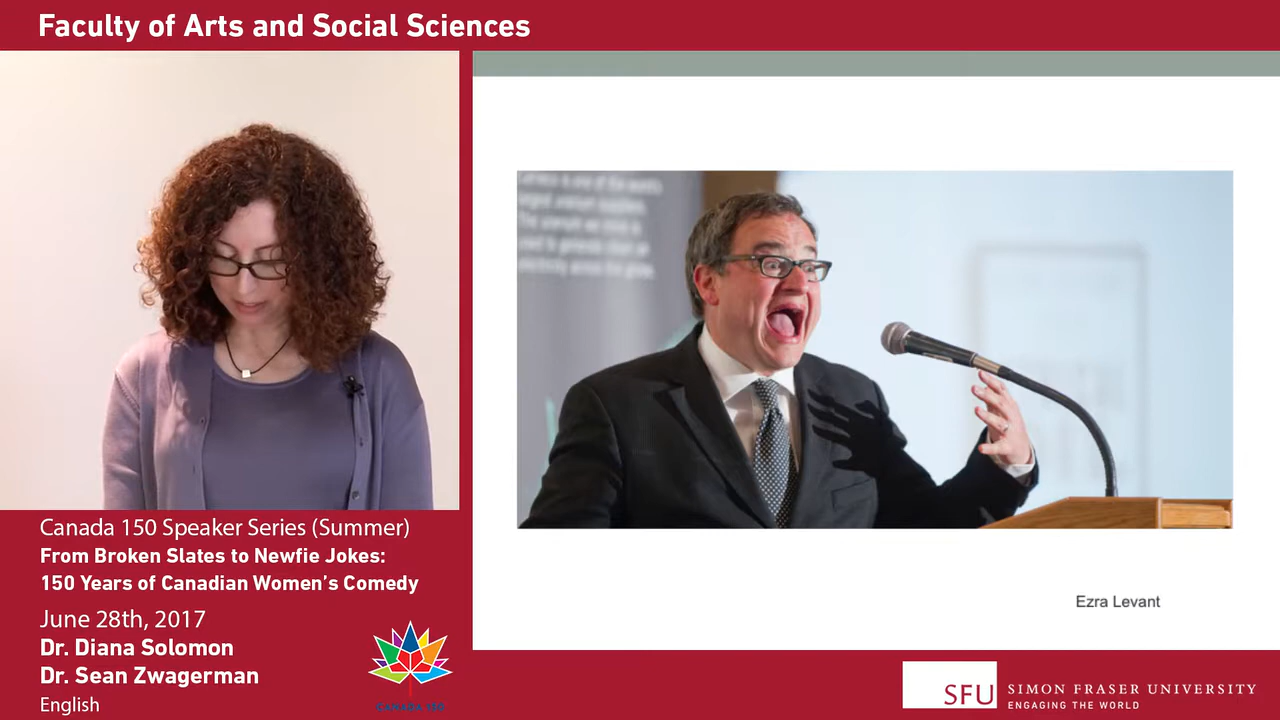 Faculty of Arts and Social Sciences
Ezra Levant
Canada 150 Speaker Series (Summer)
From Broken Slates to Newfie Jokes:
150 Years of Canadian Women's Comedy
June 28th, 2017
Dr. Diana Solomon
Dr. Sean Zwagerman
English
CANADA 150
SFU
SIMON FRASER UNIVERSITY
ENGAGING THE WORLD